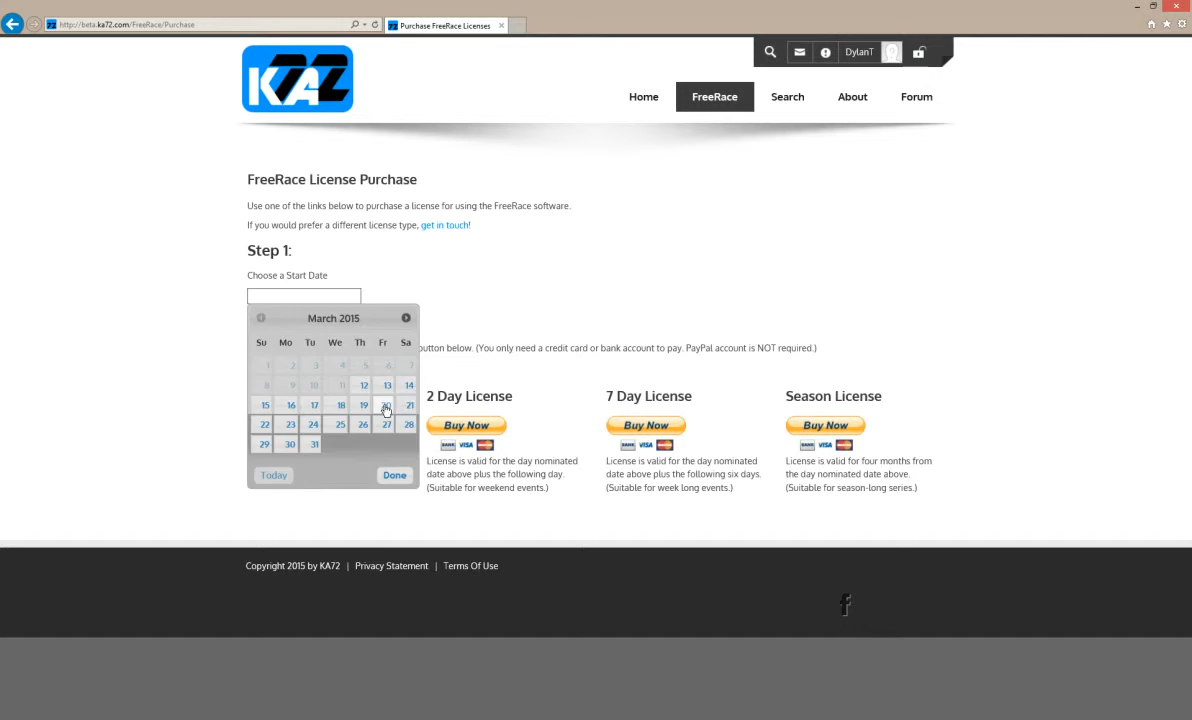 http://beta.ka72.com/FreeRace/Purchase
72 Purchase FreeRace Licenses
KA72
DylanT
Home FreeRace Search About Forum
FreeRace License Purchase
Use one of the links below to purchase a license for using the FreeRace software.
If you would prefer a different license type, get in touch!
Step 1:
Choose a Start Date
March 2015
Su Mo Tu We Th Fr Sa
1 2 3 4 5 6 7
8 9 10 11 12 13 14
15 16 17 18 19 20 21
22 23 24 25 26 27 28
29 30 31
Today Done
button below. (You only need a credit card or bank account to pay. PayPal account is NOT required.)
2 Day License 7 Day License Season License
Buy Now Buy Now Buy Now
BANK VISA BANK VISA BANK VISA
License is valid for the day nominated
date above plus the following day.
(Suitable for weekend events.)
License is valid for the day nominated
date above plus the following six days.
(Suitable for week long events.)
License is valid for four months from
the day nominated date above.
(Suitable for season-long series.)
Copyright 2015 by KA72 | Privacy Statement | Terms Of Use
f